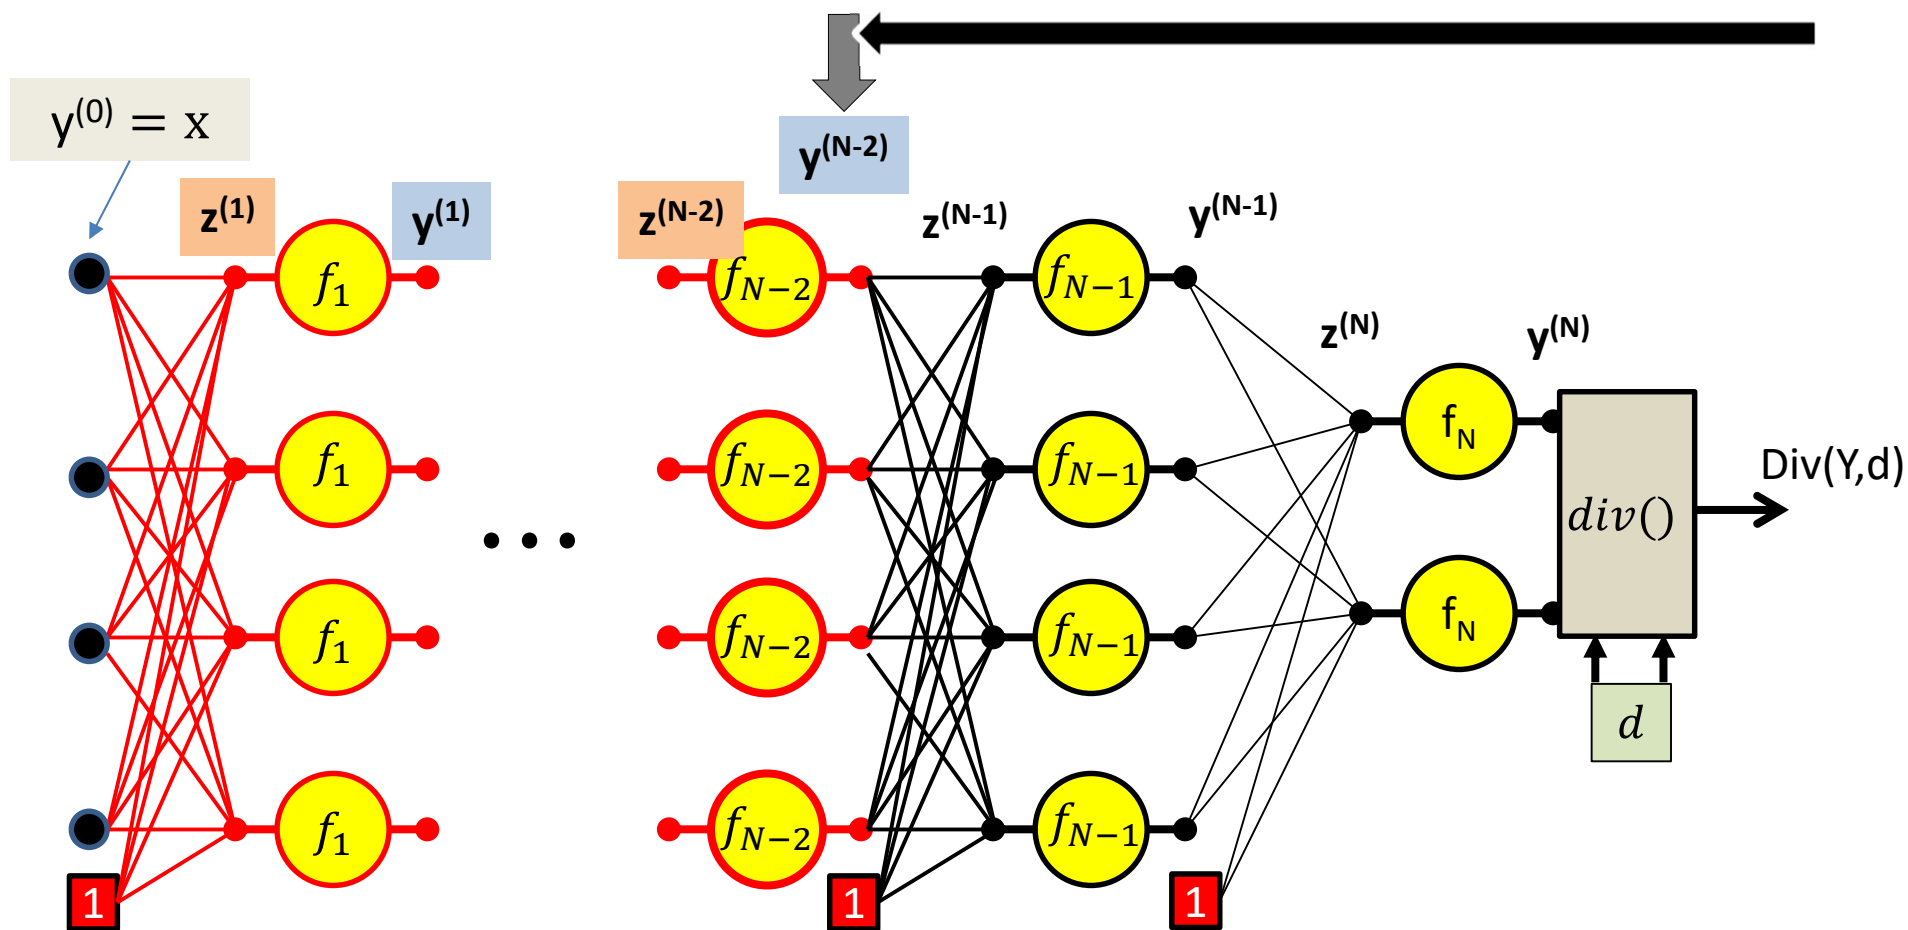 y(0) = x
z(1)
y(1)
z(N-2)
y(N-2)
z(N-1)
y(N-1)
z(N)
y(N)
f1
f1
f1
f1
...
fN−2
fN−2
fN−2
fN−2
fN−1
fN−1
fN−1
fN−1
fN
fN
div()
Div(Y,d)
d
1
1
1